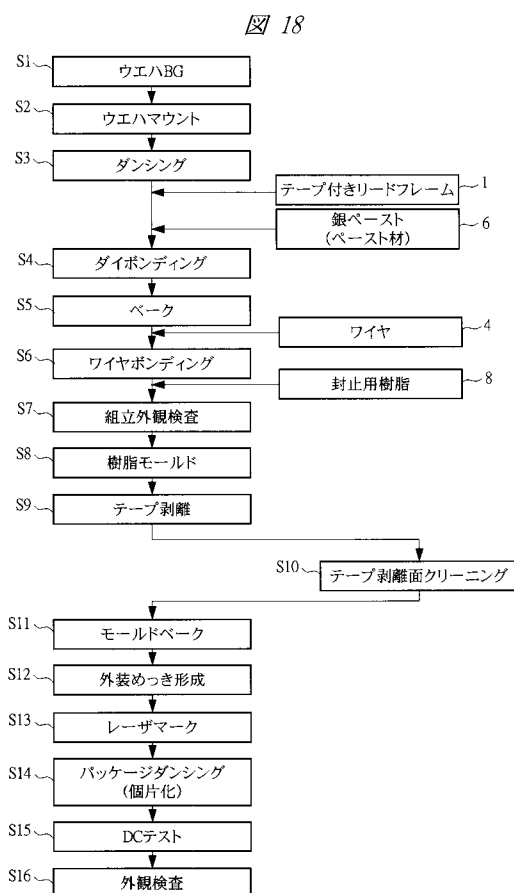 図 18
S1
ウエハBG
S2
ウエハマウント
S3
ダンシング
テープ付きリードフレーム
1
銀ペースト
(ペースト材)
6
S4
ダイボンディング
S5
ベーク
ワイヤ
4
S6
ワイヤボンディング
封止用樹脂
8
S7
組立外観検査
S8
樹脂モールド
S9
テープ剥離
S10
テープ剥離面クリーニング
S11
モールドベーク
S12
外装めっき形成
S13
レーザマーク
S14
パッケージダンシング
(個片化)
S15
DCテスト
S16
外観検査